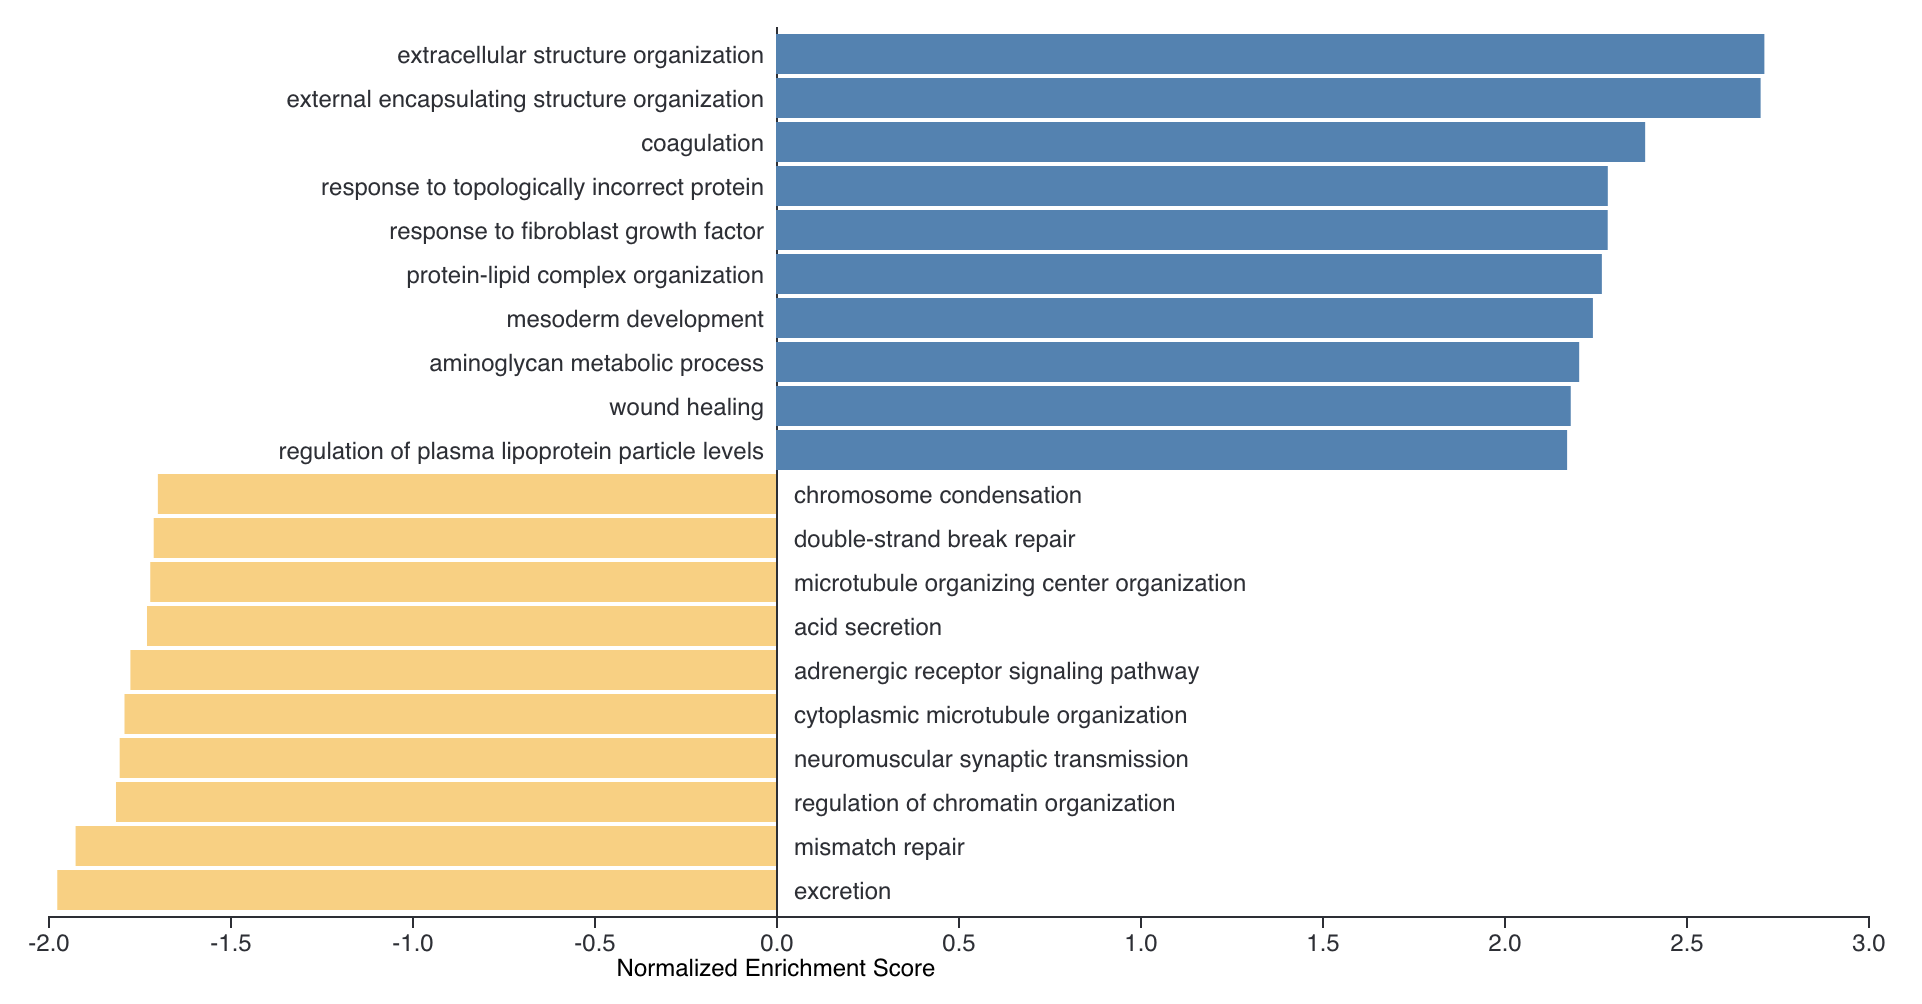 extracellular structure organization
external encapsulating structure organization
coagulation
response to topologically incorrect protein
response to fibroblast growth factor
protein-lipid complex organization
mesoderm development
aminoglycan metabolic process
wound healing
regulation of plasma lipoprotein particle levels
chromosome condensation
double-strand break repair
microtubule organizing center organization
acid secretion
adrenergic receptor signaling pathway
cytoplasmic microtubule organization
neuromuscular synaptic transmission
regulation of chromatin organization
mismatch repair
excretion
-2.0 -1.5 -1.0 -0.5 0.0 0.5 1.0 1.5 2.0 2.5 3.0
Normalized Enrichment Score